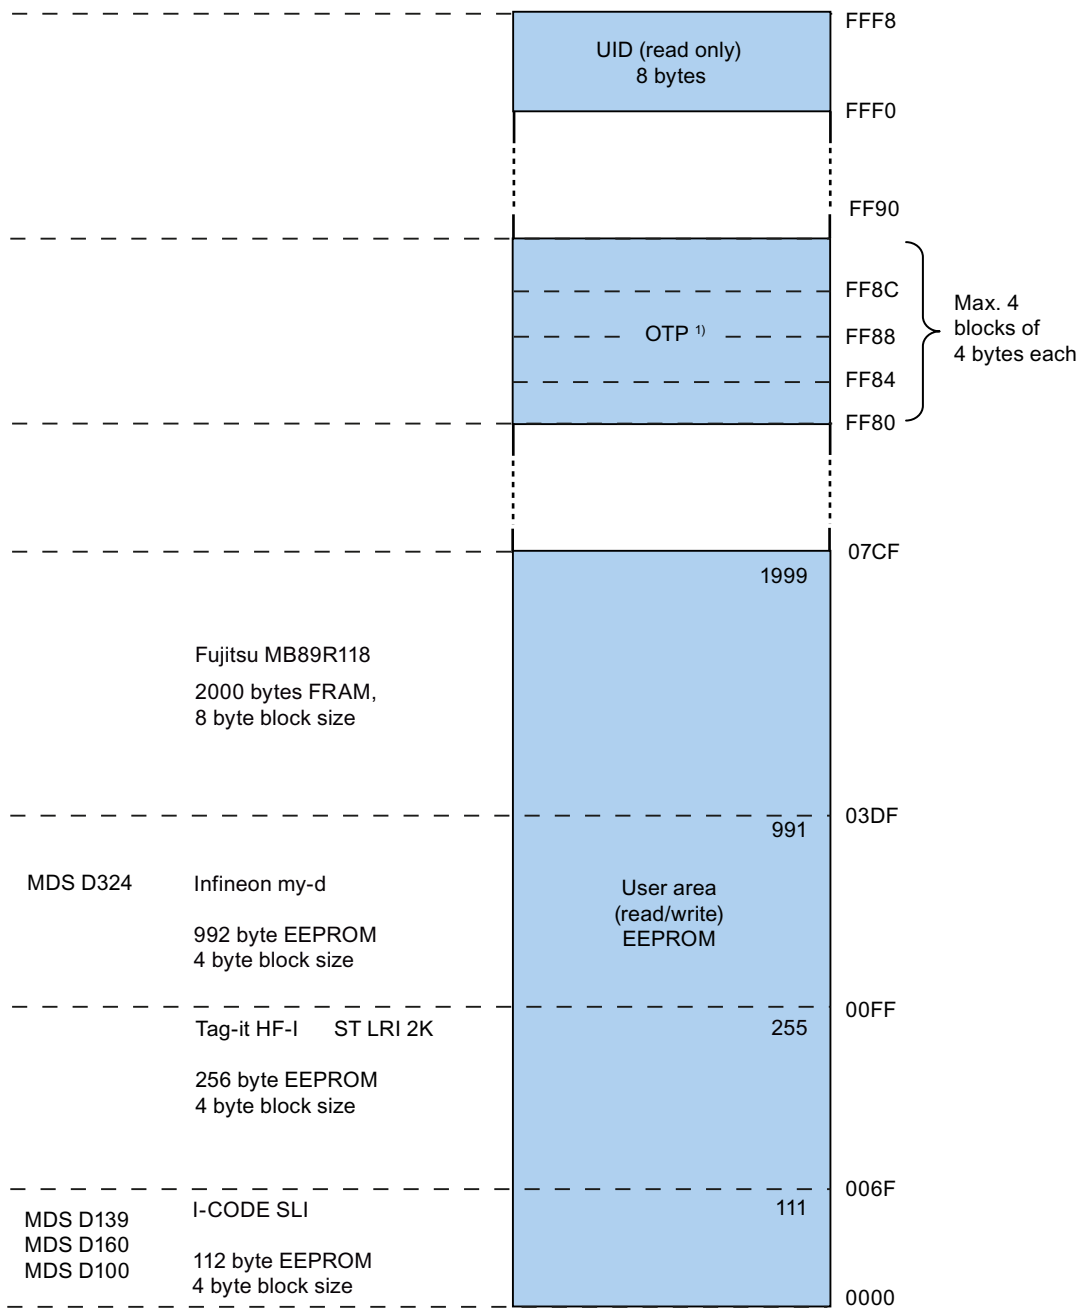 FFF8
UID (read only)
8 bytes
FFF0
FF90
FF8C
Max. 4
blocks of
4 bytes each
OTP 1)
FF88
FF84
FF80
07CF
1999
Fujitsu MB89R118
2000 bytes FRAM,
8 byte block size
03DF
991
MDS D324
Infineon my-d
992 byte EEPROM
4 byte block size
User area
(read/write)
EEPROM
00FF
255
Tag-it HF-I ST LRI 2K
256 byte EEPROM
4 byte block size
006F
111
MDS D139
MDS D160
MDS D100
I-CODE SLI
112 byte EEPROM
4 byte block size
0000